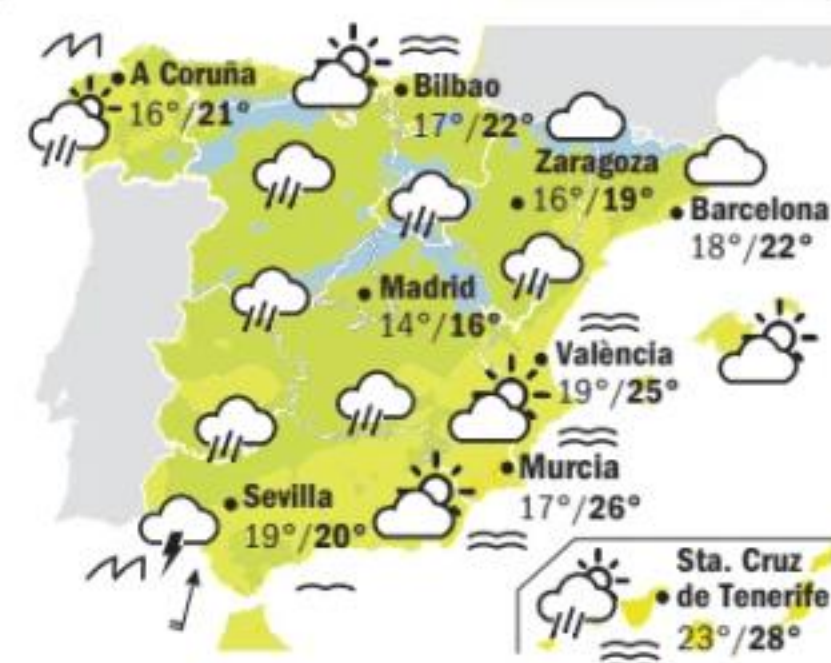 A Coruña
16°/21°
Bilbao
17°/22°
Zaragoza
16°/19°
Barcelona
18°/22°
Madrid
14°/16°
València
19°/25°
Murcia
17°/26°
Sevilla
19°/20°
Sta. Cruz
de Tenerife
23°/28°